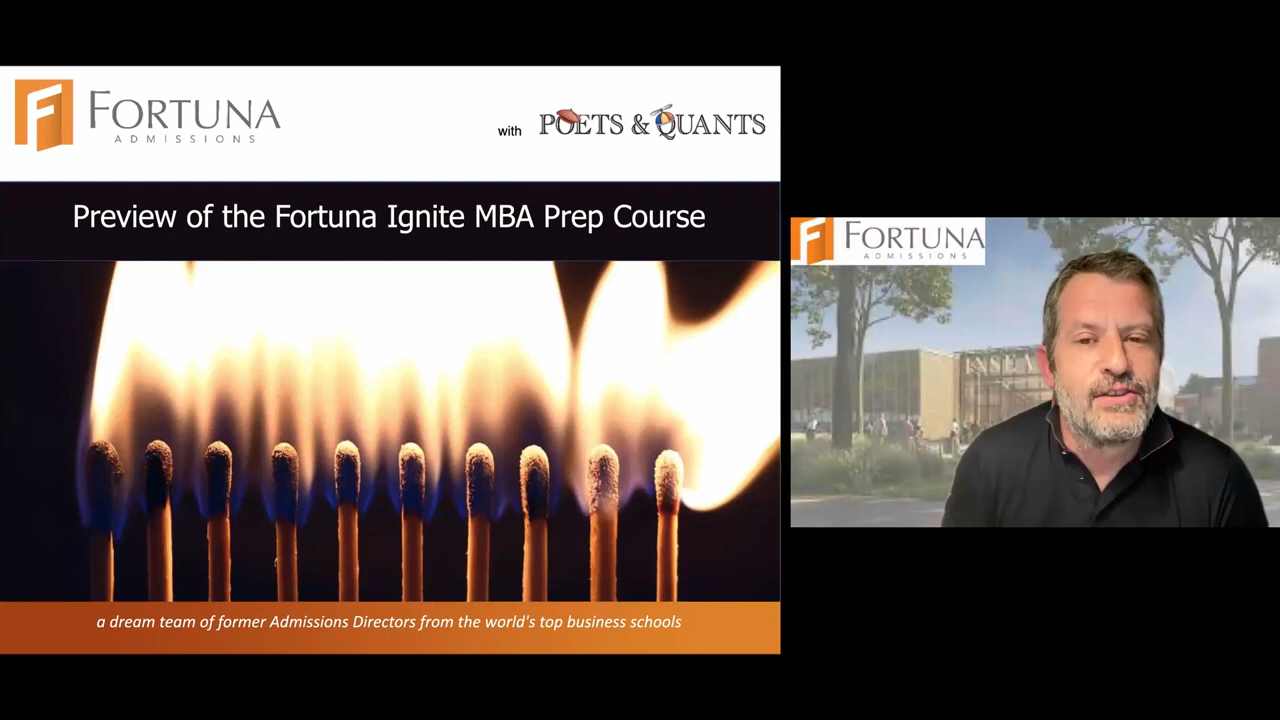 FORTUNA
ADMISSIONS
with POETS & QUANTS
Preview of the Fortuna Ignite MBA Prep Course
a dream team of former Admissions Directors from the world's top business schools
FORTUNA
ADMISSIONS